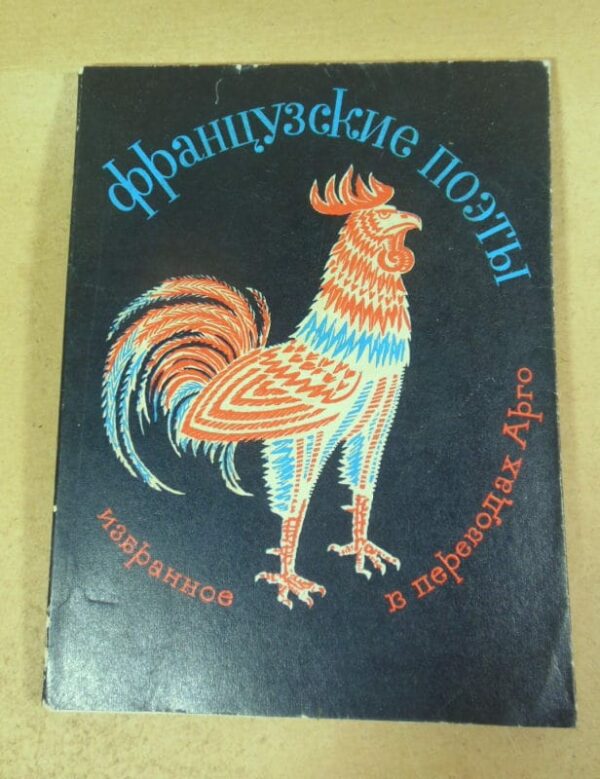 французские поэты
избранное
в переводах Арго